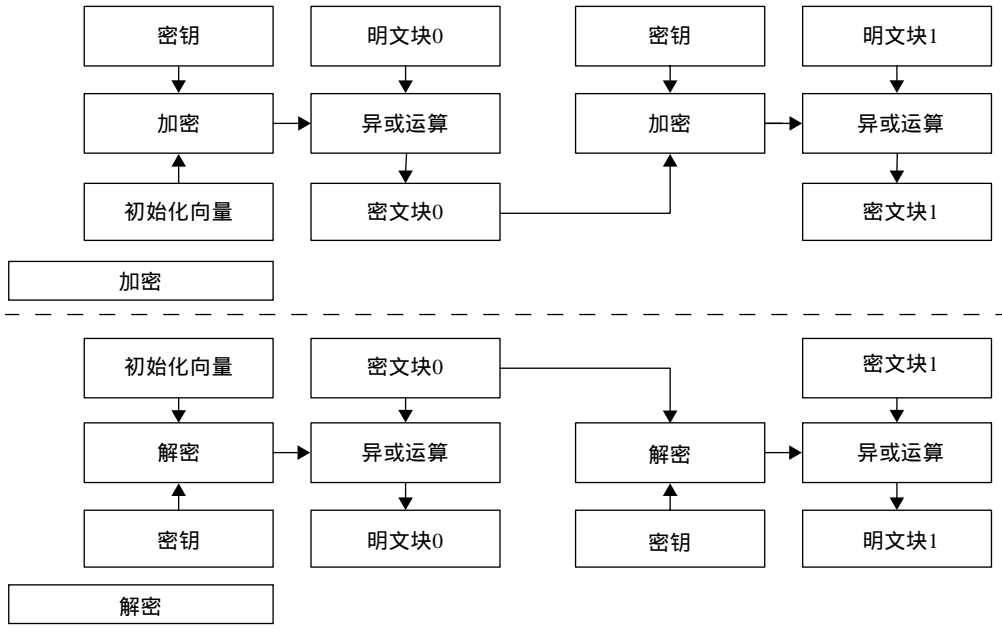 密钥
明文块0
密钥
明文块1
加密
异或运算
加密
异或运算
初始化向量
密文块0
密文块1
加密
初始化向量
密文块0
密文块1
解密
异或运算
解密
异或运算
密钥
明文块0
密钥
明文块1
解密